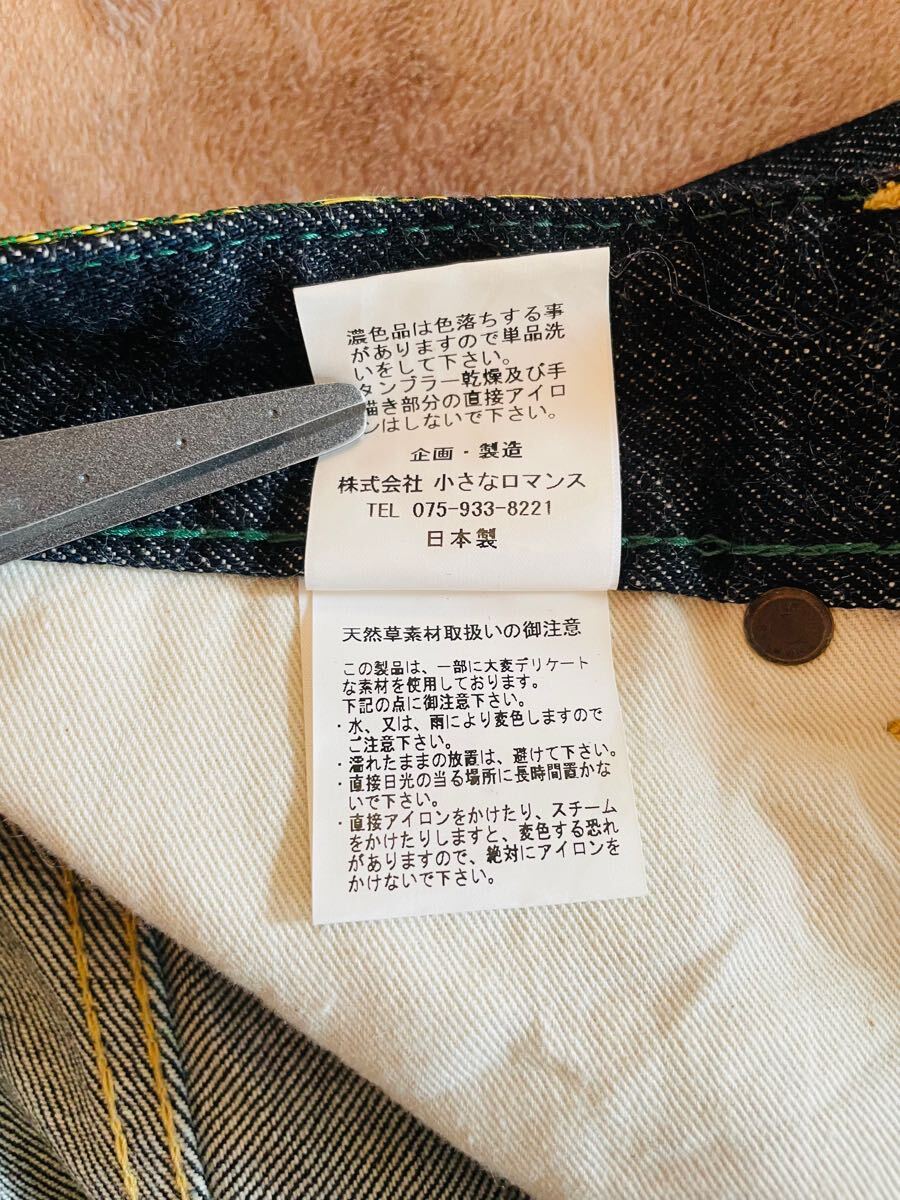 濃色品は色落ちする事
がありますので単品洗
いをして下さい。
タンブラー乾燥及び手
描き部分の直接アイロ
ンはしないで下さい。
企画・製造
株式会社 小さなロマンス
TEL 075-933-8221
日本製
天然草素材取扱いの御注意
この製品は、一部に大変デリケート
な素材を使用しております。
下記の点に御注意下さい。
・水、又は、雨により変色しますので
ご注意下さい。
・濡れたままの放置は、避けて下さい。
・直接日光の当る場所に長時間置かな
いで下さい。
・直接アイロンをかけたり、スチーム
をかけたりしますと、変色する恐れ
がありますので、絶対にアイロンを
かけないで下さい。